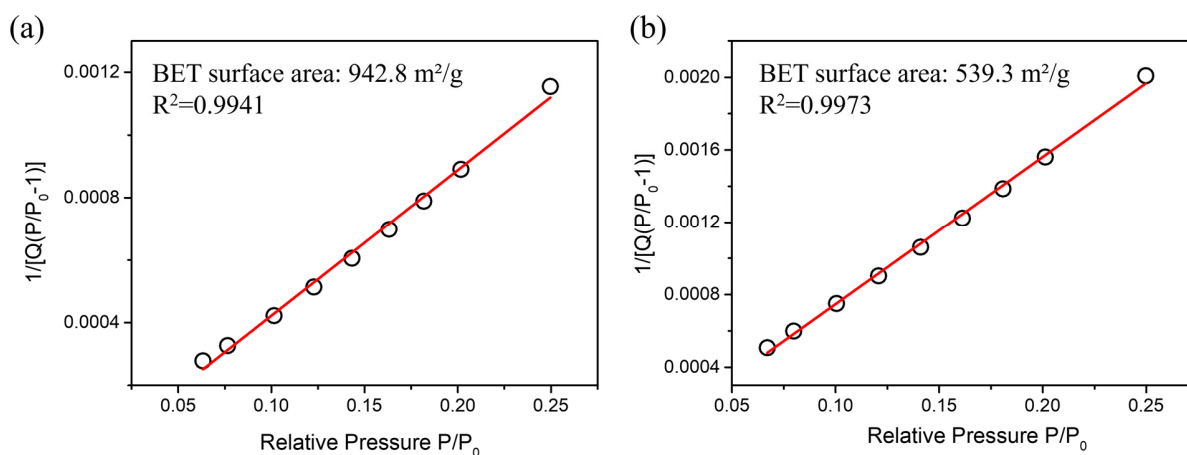 (a)
BET surface area: 942.8 m²/g
R²=0.9941
0.0012
0.0008
0.0004
1/[Q(P/P₀-1)]
0.05 0.10 0.15 0.20 0.25
Relative Pressure P/P₀
(b)
BET surface area: 539.3 m²/g
R²=0.9973
0.0020
0.0016
0.0012
0.0008
0.0004
1/[Q(P/P₀-1)]
0.05 0.10 0.15 0.20 0.25
Relative Pressure P/P₀